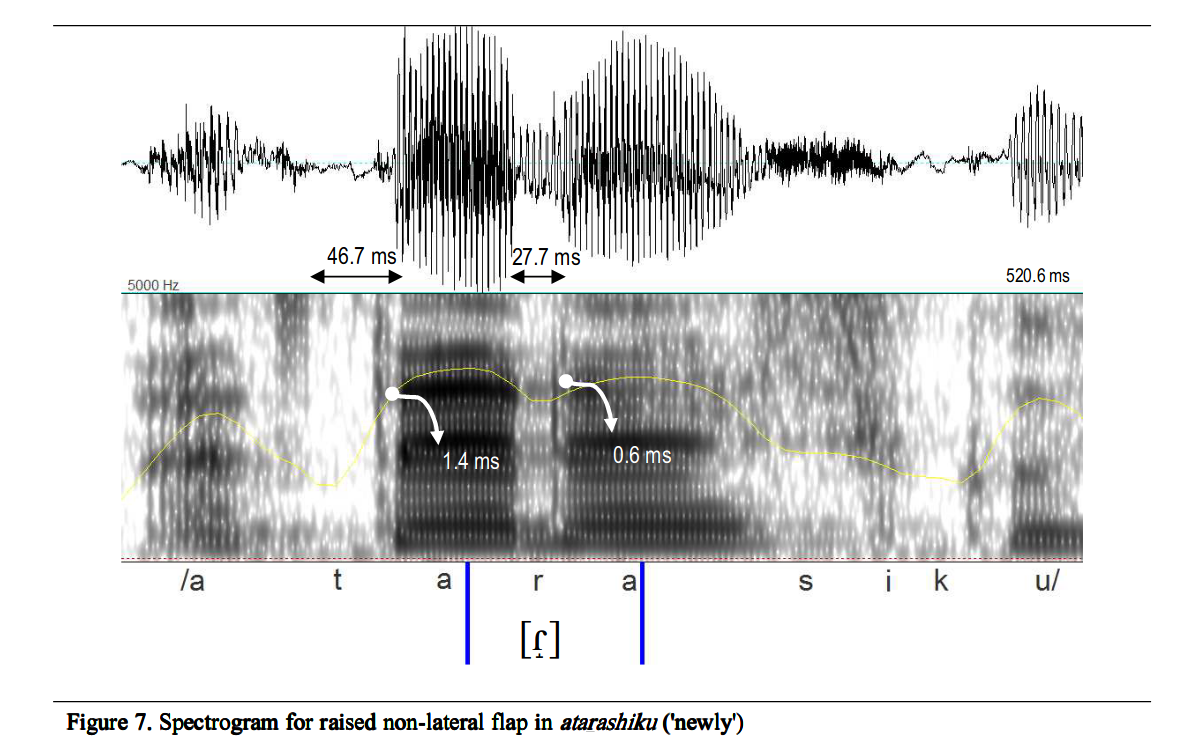 46.7 ms 27.7 ms
5000 Hz 520.6 ms
1.4 ms 0.6 ms
/a t a r a s i k u/
[ɾ̝]
Figure 7. Spectrogram for raised non-lateral flap in atarashiku ('newly')